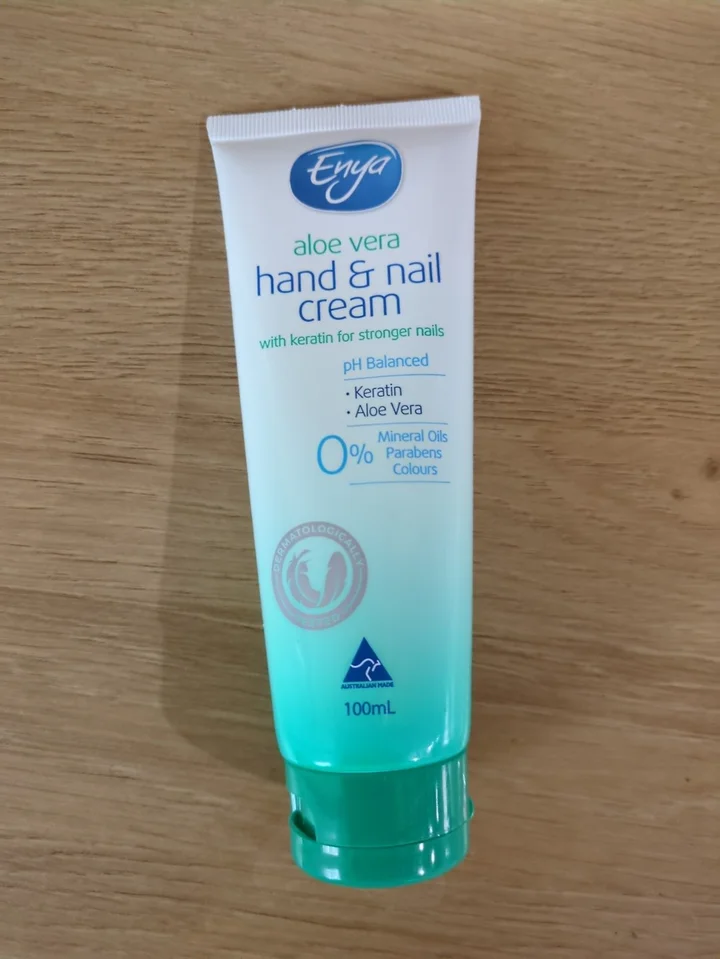 Enya
aloe vera
hand & nail
cream
with keratin for stronger nails
pH Balanced
• Keratin
• Aloe Vera
0% Mineral Oils
Parabens
Colours
DERMATOLOGICALLY
TESTED
AUSTRALIAN MADE
100mL